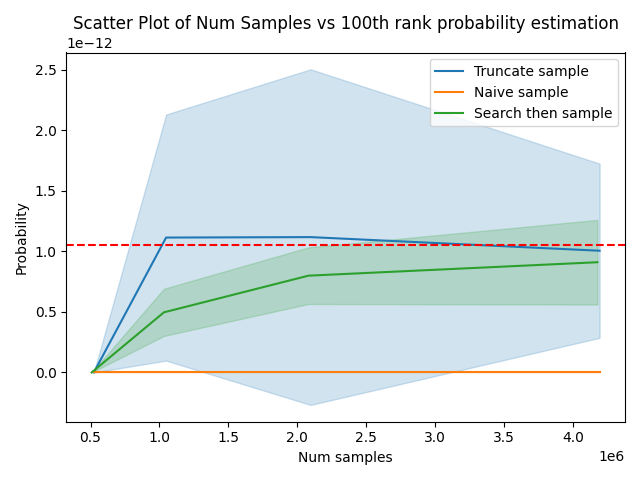 Scatter Plot of Num Samples vs 100th rank probability estimation
1e−12
Truncate sample
Naive sample
Search then sample
2.5
2.0
1.5
1.0
0.5
0.0
Probability
0.5 1.0 1.5 2.0 2.5 3.0 3.5 4.0
Num samples
1e6